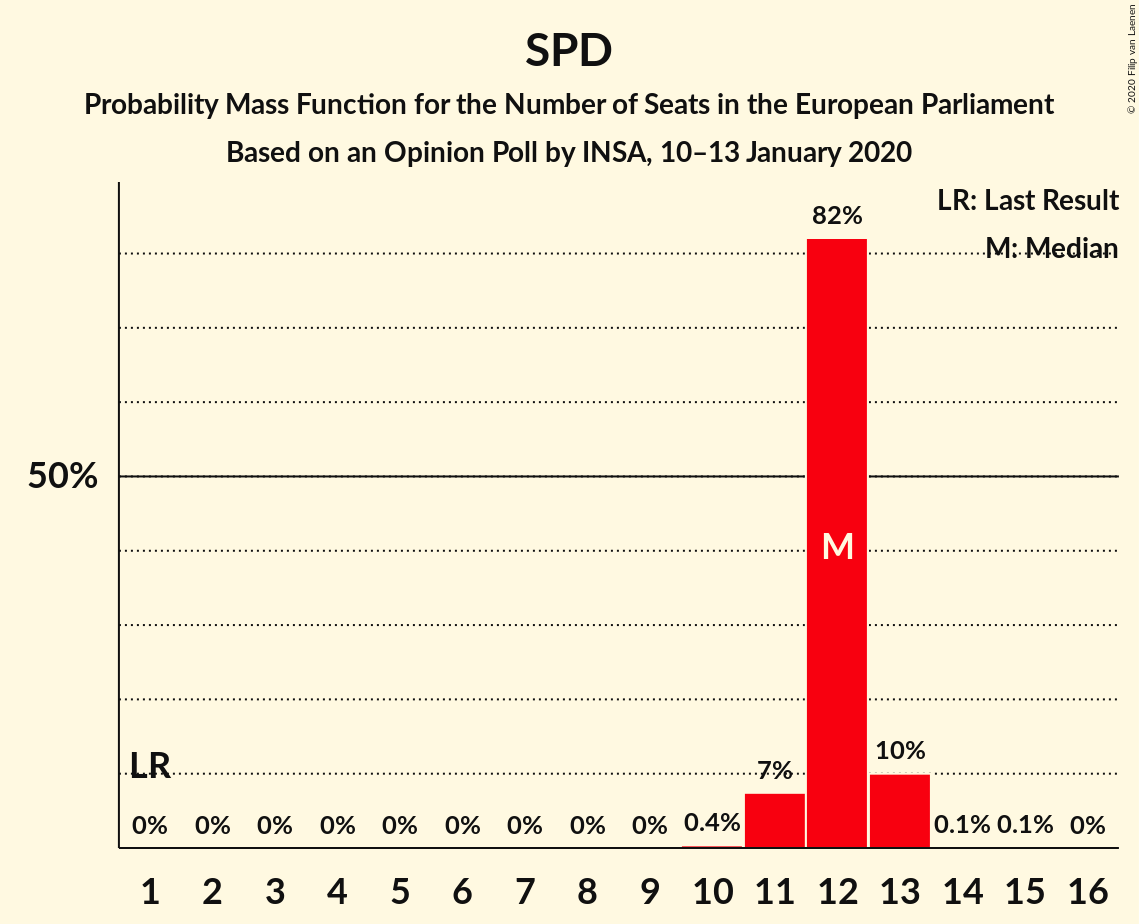 SPD
Probability Mass Function for the Number of Seats in the European Parliament
Based on an Opinion Poll by INSA, 10–13 January 2020
© 2020 Filip van Laenen
LR: Last Result
M: Median
82%
50%
M
LR
10%
7%
0% 0% 0% 0% 0% 0% 0% 0% 0% 0.4% 0.1% 0.1% 0%
1 2 3 4 5 6 7 8 9 10 11 12 13 14 15 16